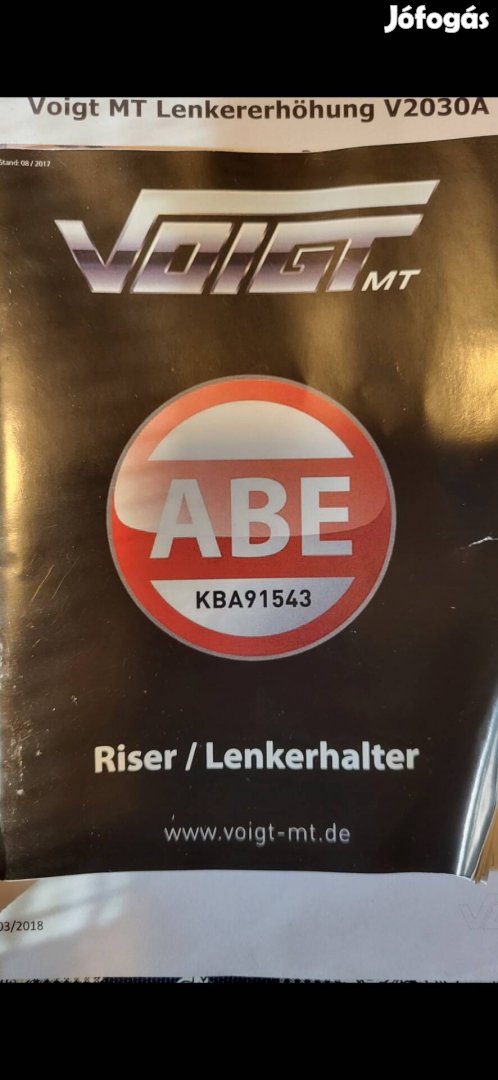 Jófogás
Voigt MT Lenkererhöhung V2030A
Stand: 08 / 2017
VOIGT MT
ABE
KBA91543
Riser / Lenkerhalter
www.voigt-mt.de
03/2018